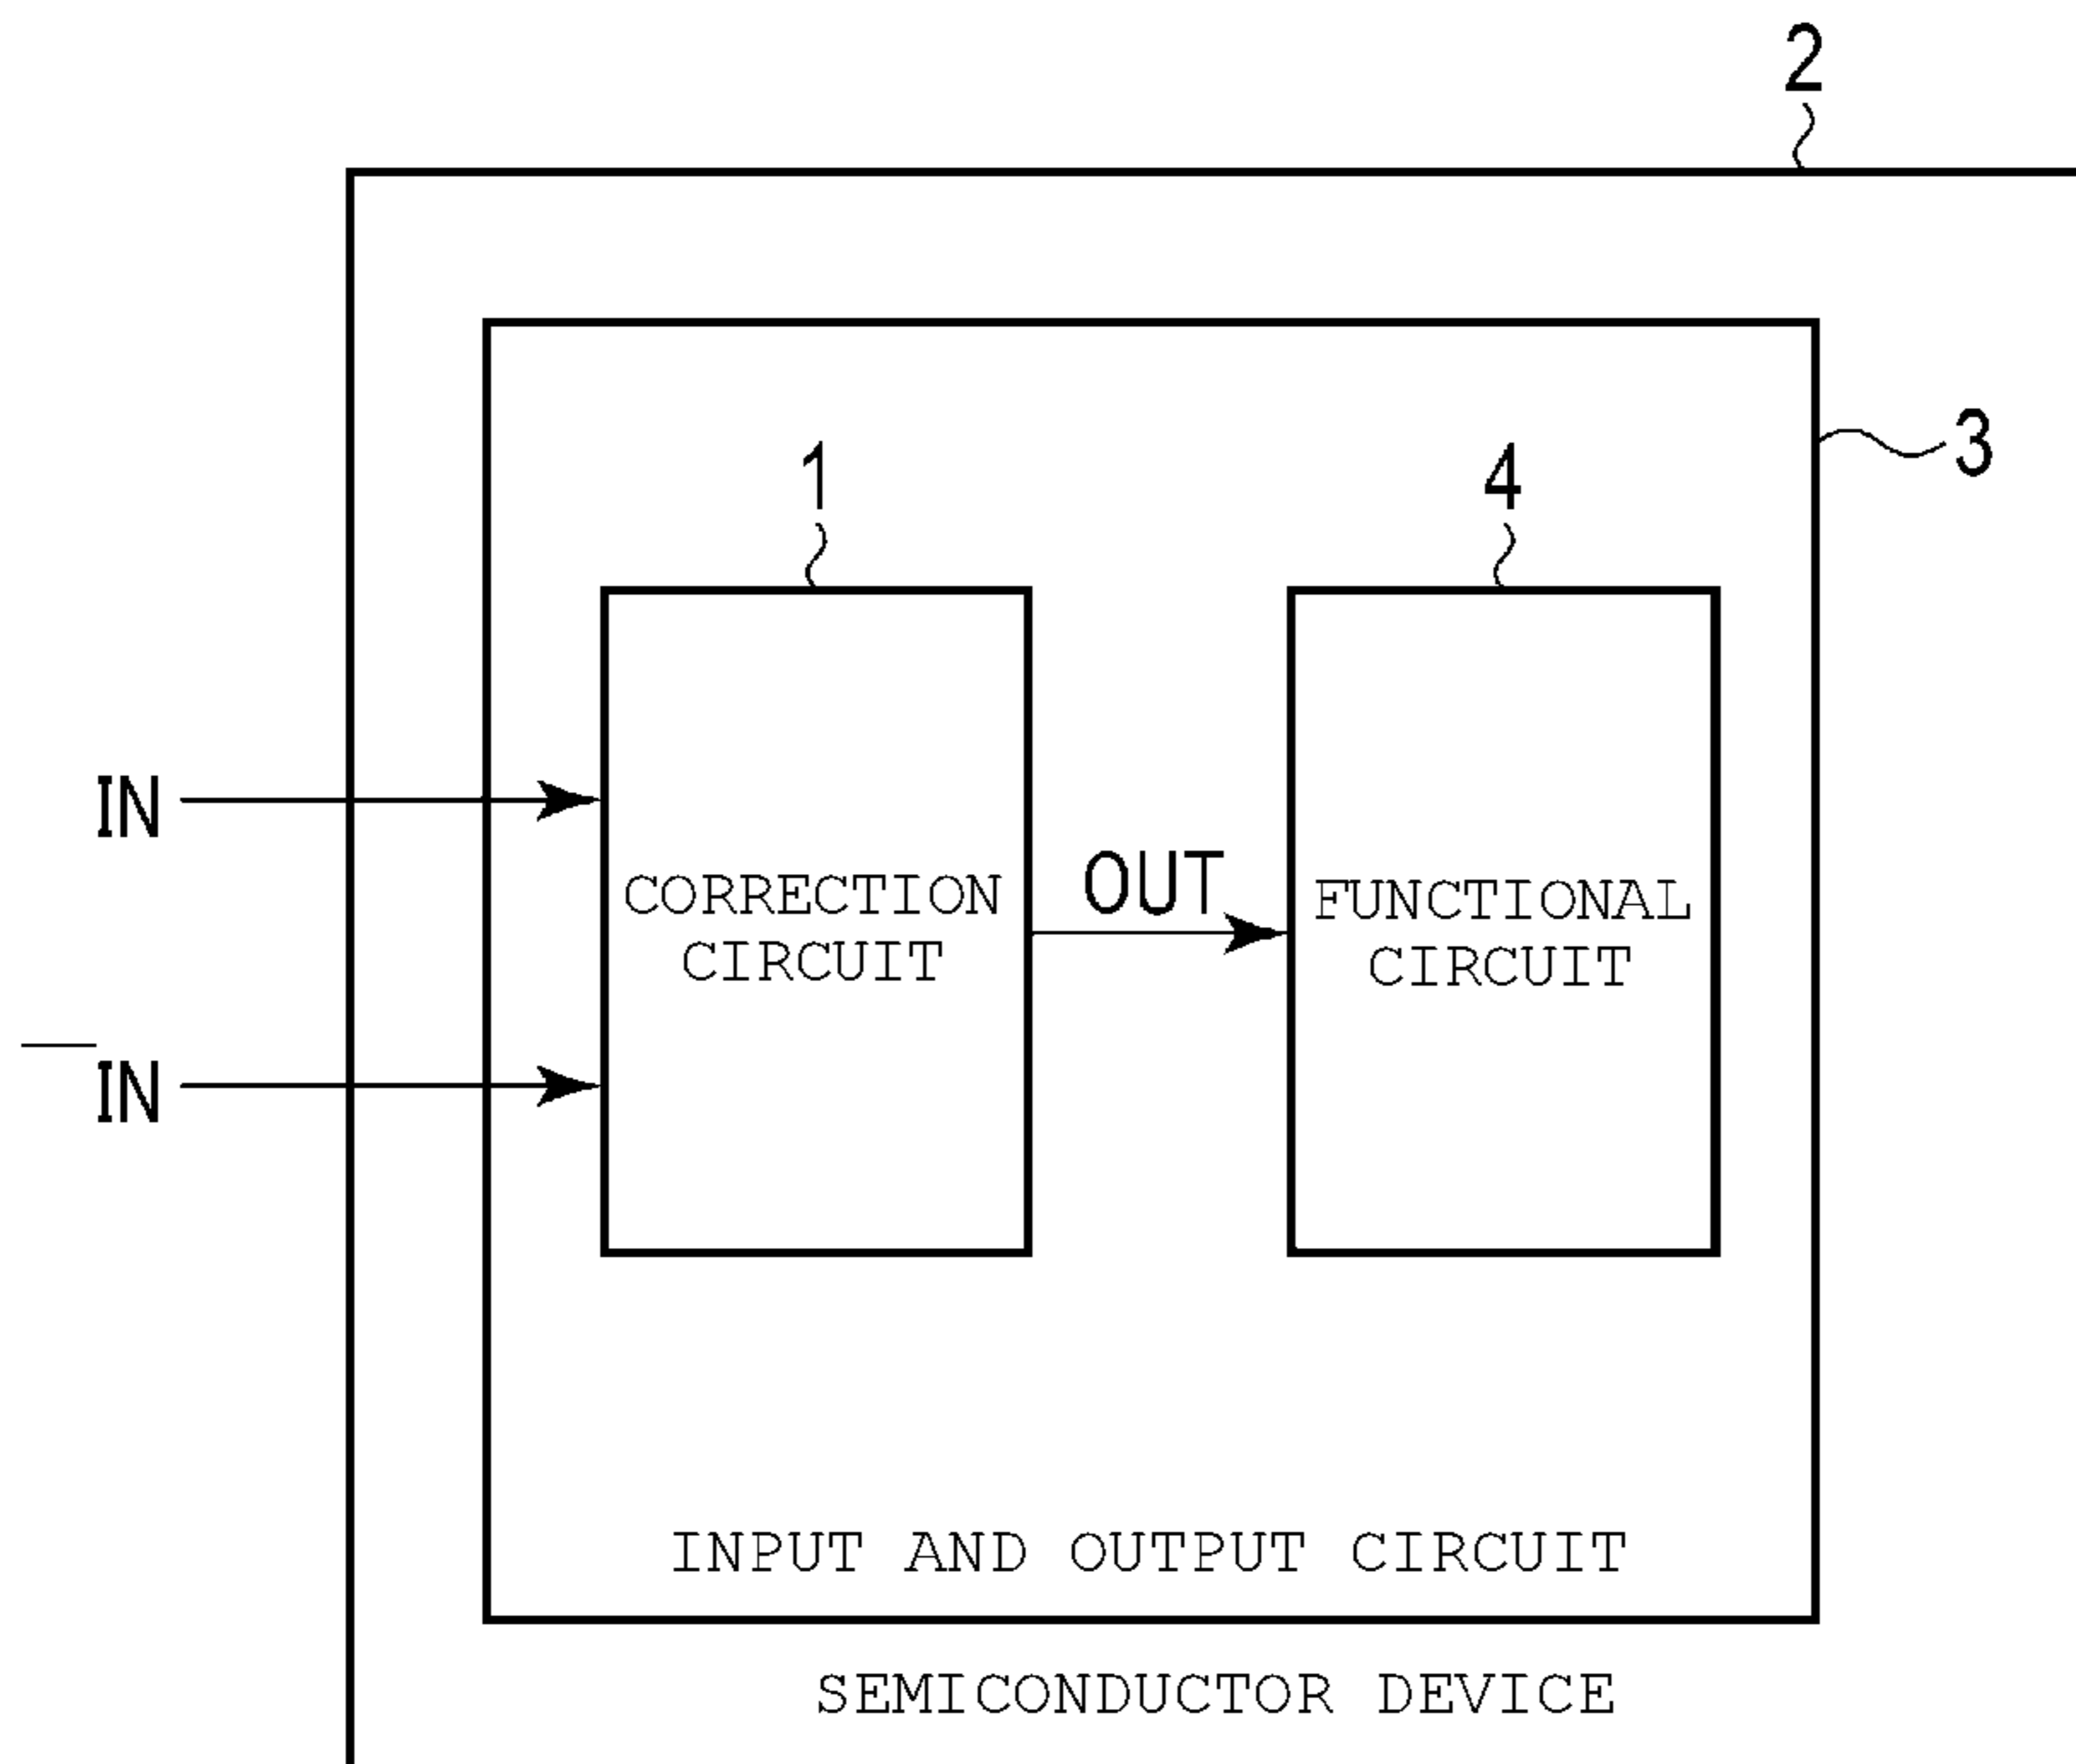 2
3
1
4
IN
OUT
CORRECTION
CIRCUIT
FUNCTIONAL
CIRCUIT
‾IN
INPUT AND OUTPUT CIRCUIT
SEMICONDUCTOR DEVICE